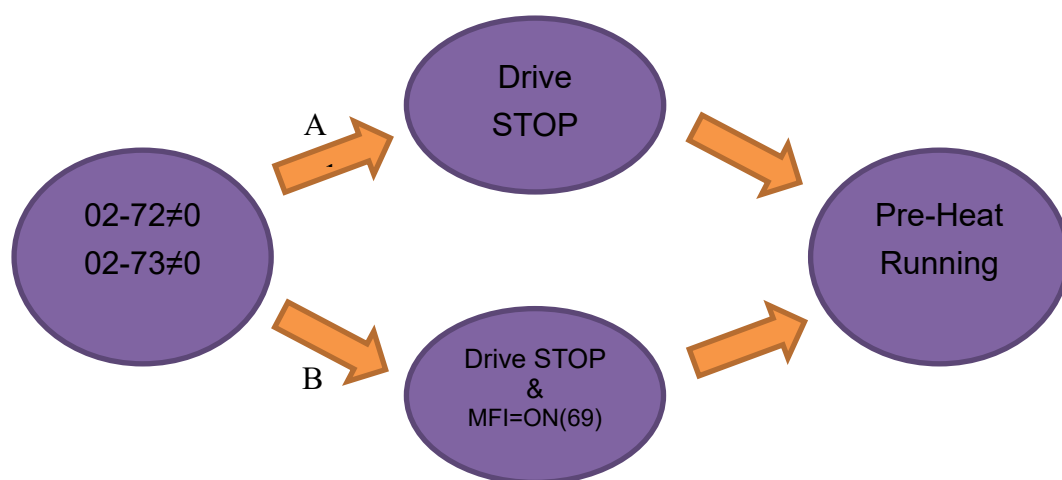 Drive
STOP
A
02-72≠0
02-73≠0
Pre-Heat
Running
B
Drive STOP
&
MFI=ON(69)